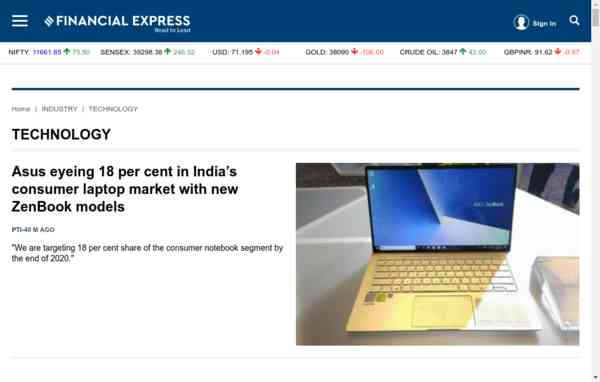 FINANCIAL EXPRESS
Read to Lead
Sign In
NIFTY: 11661.85 75.50 SENSEX: 39298.38 246.32 USD: 71.195 -0.04 GOLD: 38090 -106.00 CRUDE OIL: 3847 42.00 GBPINR: 91.62 -0.97
Home | INDUSTRY | TECHNOLOGY
TECHNOLOGY
Asus eyeing 18 per cent in India's
consumer laptop market with new
ZenBook models
PTI-40 M AGO
"We are targeting 18 per cent share of the consumer notebook segment by
the end of 2020."